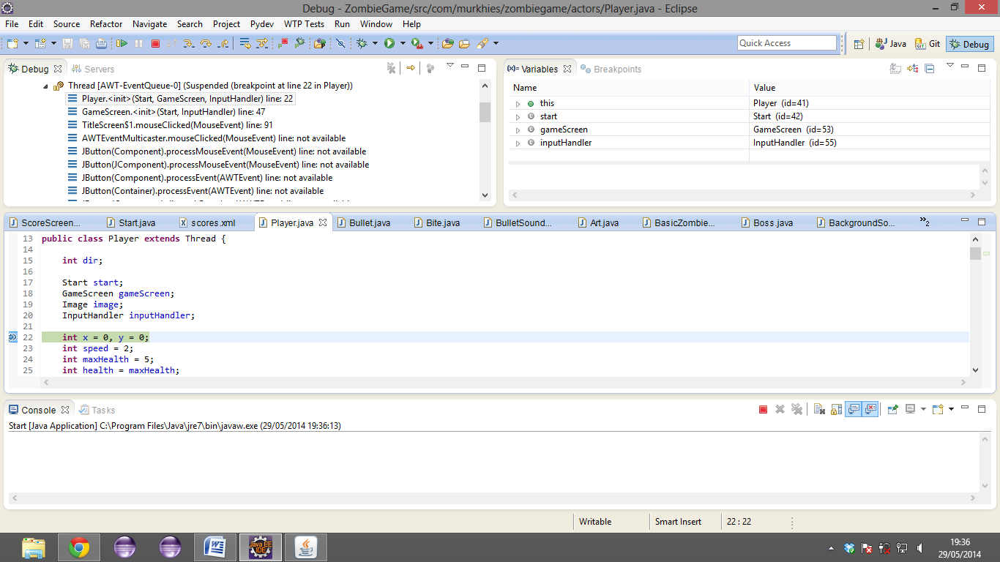 Debug - ZombieGame/src/com/murkhies/zombiegame/actors/Player.java - Eclipse
File Edit Source Refactor Navigate Search Project Pydev WTP Tests Run Window Help
Quick Access Java Git Debug
Debug Servers
Thread [AWT-EventQueue-0] (Suspended (breakpoint at line 22 in Player))
Player.<init>(Start, GameScreen, InputHandler) line: 22
GameScreen.<init>(Start, InputHandler) line: 47
TitleScreen$1.mouseClicked(MouseEvent) line: 91
AWTEventMulticaster.mouseClicked(MouseEvent) line: not available
JButton(Component).processMouseEvent(MouseEvent) line: not available
JButton(JComponent).processMouseEvent(MouseEvent) line: not available
JButton(Component).processEvent(AWTEvent) line: not available
JButton(Container).processEvent(AWTEvent) line: not available
(x)= Variables Breakpoints
Name Value
this Player (id=41)
start Start (id=42)
gameScreen GameScreen (id=53)
inputHandler InputHandler (id=55)
ScoreScreen... Start.java scores.xml Player.java Bullet.java Bite.java BulletSound... Art.java BasicZombie... Boss.java BackgroundSo... »2
13 public class Player extends Thread {
14
15 int dir;
16
17 Start start;
18 GameScreen gameScreen;
19 Image image;
20 InputHandler inputHandler;
21
22 int x = 0, y = 0;
23 int speed = 2;
24 int maxHealth = 5;
25 int health = maxHealth;
Console Tasks
Start [Java Application] C:\Program Files\Java\jre7\bin\javaw.exe (29/05/2014 19:36:13)
Writable Smart Insert 22 : 22
Java EE
IDE
19:36
29/05/2014